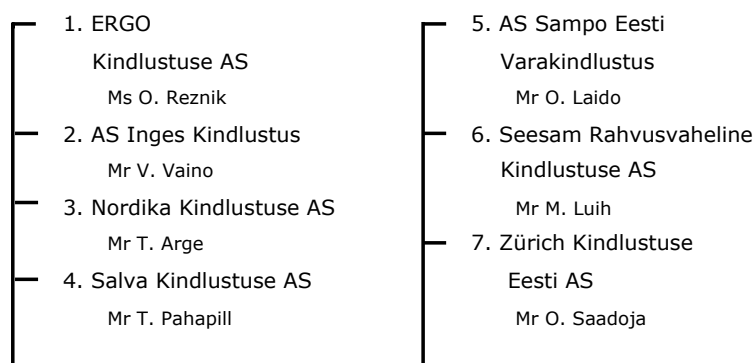 1. ERGO
Kindlustuse AS
Ms O. Reznik
2. AS Inges Kindlustus
Mr V. Vaino
3. Nordika Kindlustuse AS
Mr T. Arge
4. Salva Kindlustuse AS
Mr T. Pahapill
5. AS Sampo Eesti
Varakindlustus
Mr O. Laido
6. Seesam Rahvusvaheline
Kindlustuse AS
Mr M. Luih
7. Zürich Kindlustuse
Eesti AS
Mr O. Saadoja